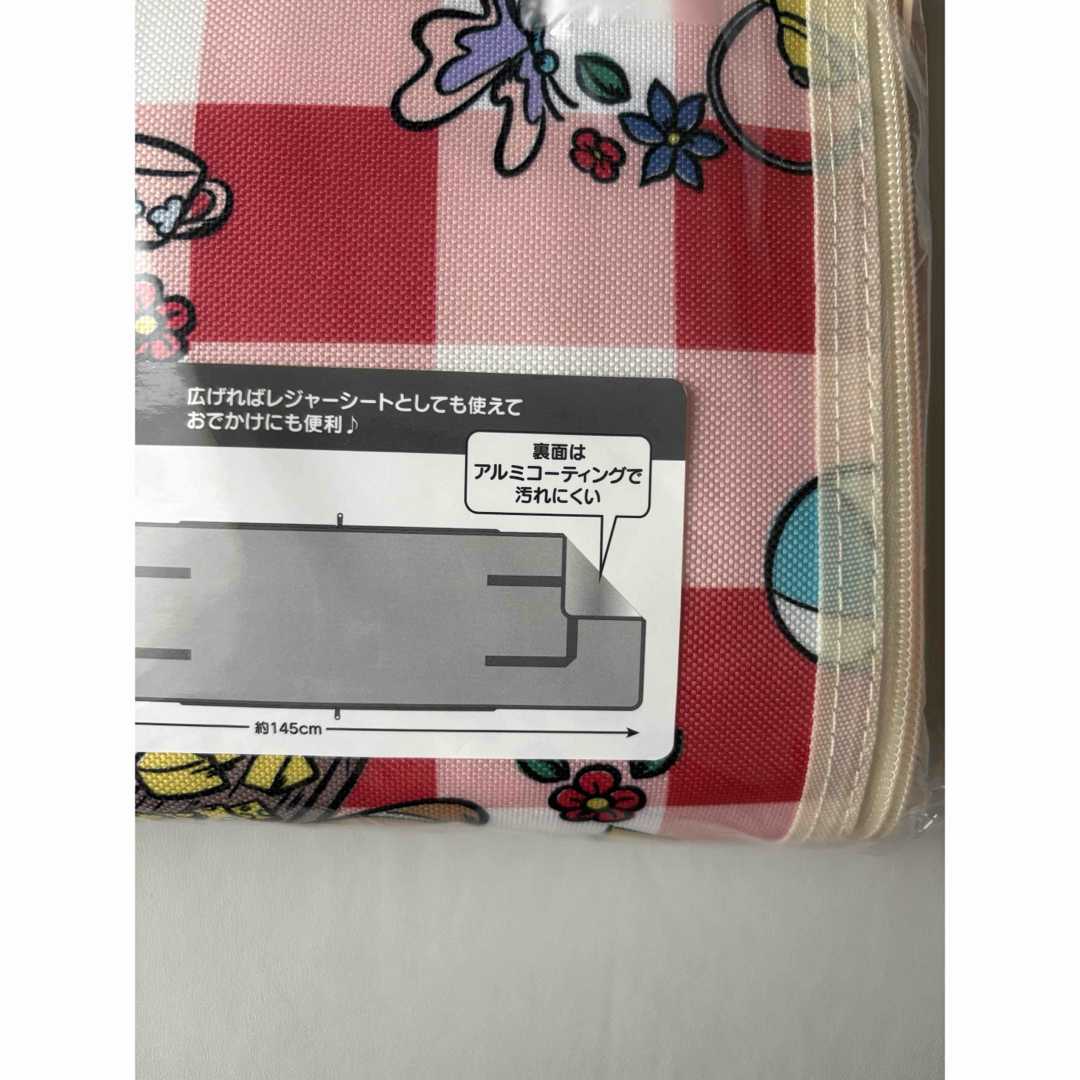 広げればレジャーシートとしても使えて
おでかけにも便利♪
裏面は
アルミコーティングで
汚れにくい
約145cm